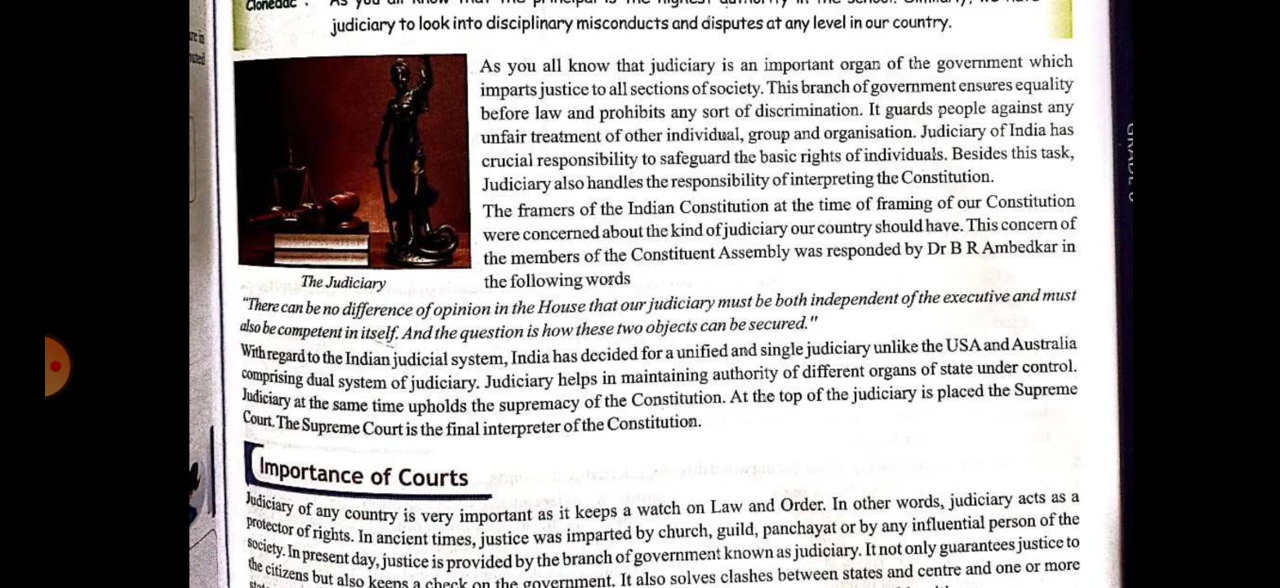 judiciary to look into disciplinary misconducts and disputes at any level in our country.
As you all know that judiciary is an important organ of the government which
imparts justice to all sections of society. This branch of government ensures equality
before law and prohibits any sort of discrimination. It guards people against any
unfair treatment of other individual, group and organisation. Judiciary of India has
crucial responsibility to safeguard the basic rights of individuals. Besides this task,
Judiciary also handles the responsibility of interpreting the Constitution.
The framers of the Indian Constitution at the time of framing of our Constitution
were concerned about the kind of judiciary our country should have. This concern of
the members of the Constituent Assembly was responded by Dr B R Ambedkar in
the following words
The Judiciary
"There can be no difference of opinion in the House that our judiciary must be both independent of the executive and must
also be competent in itself. And the question is how these two objects can be secured."
With regard to the Indian judicial system, India has decided for a unified and single judiciary unlike the USA and Australia
comprising dual system of judiciary. Judiciary helps in maintaining authority of different organs of state under control.
Judiciary at the same time upholds the supremacy of the Constitution. At the top of the judiciary is placed the Supreme
Court. The Supreme Court is the final interpreter of the Constitution.
Importance of Courts
Judiciary of any country is very important as it keeps a watch on Law and Order. In other words, judiciary acts as a
protector of rights. In ancient times, justice was imparted by church, guild, panchayat or by any influential person of the
society. In present day, justice is provided by the branch of government known as judiciary. It not only guarantees justice to
the citizens but also keeps a check on the government. It also solves clashes between states and centre and one or more